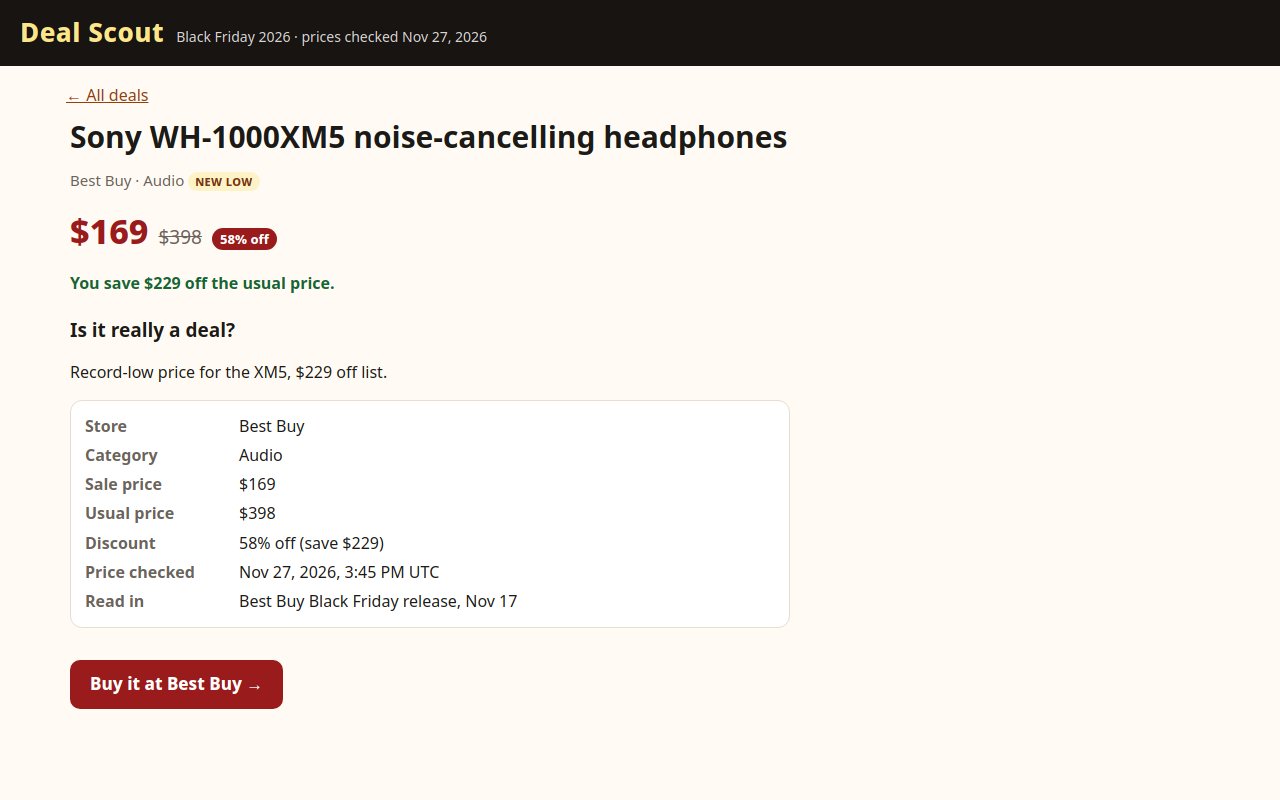 Deal Scout Black Friday 2026 · prices checked Nov 27, 2026
← All deals
Sony WH-1000XM5 noise-cancelling headphones
Best Buy · Audio NEW LOW
$169 $398 58% off
You save $229 off the usual price.
Is it really a deal?
Record-low price for the XM5, $229 off list.
Store Best Buy
Category Audio
Sale price $169
Usual price $398
Discount 58% off (save $229)
Price checked Nov 27, 2026, 3:45 PM UTC
Read in Best Buy Black Friday release, Nov 17
Buy it at Best Buy →